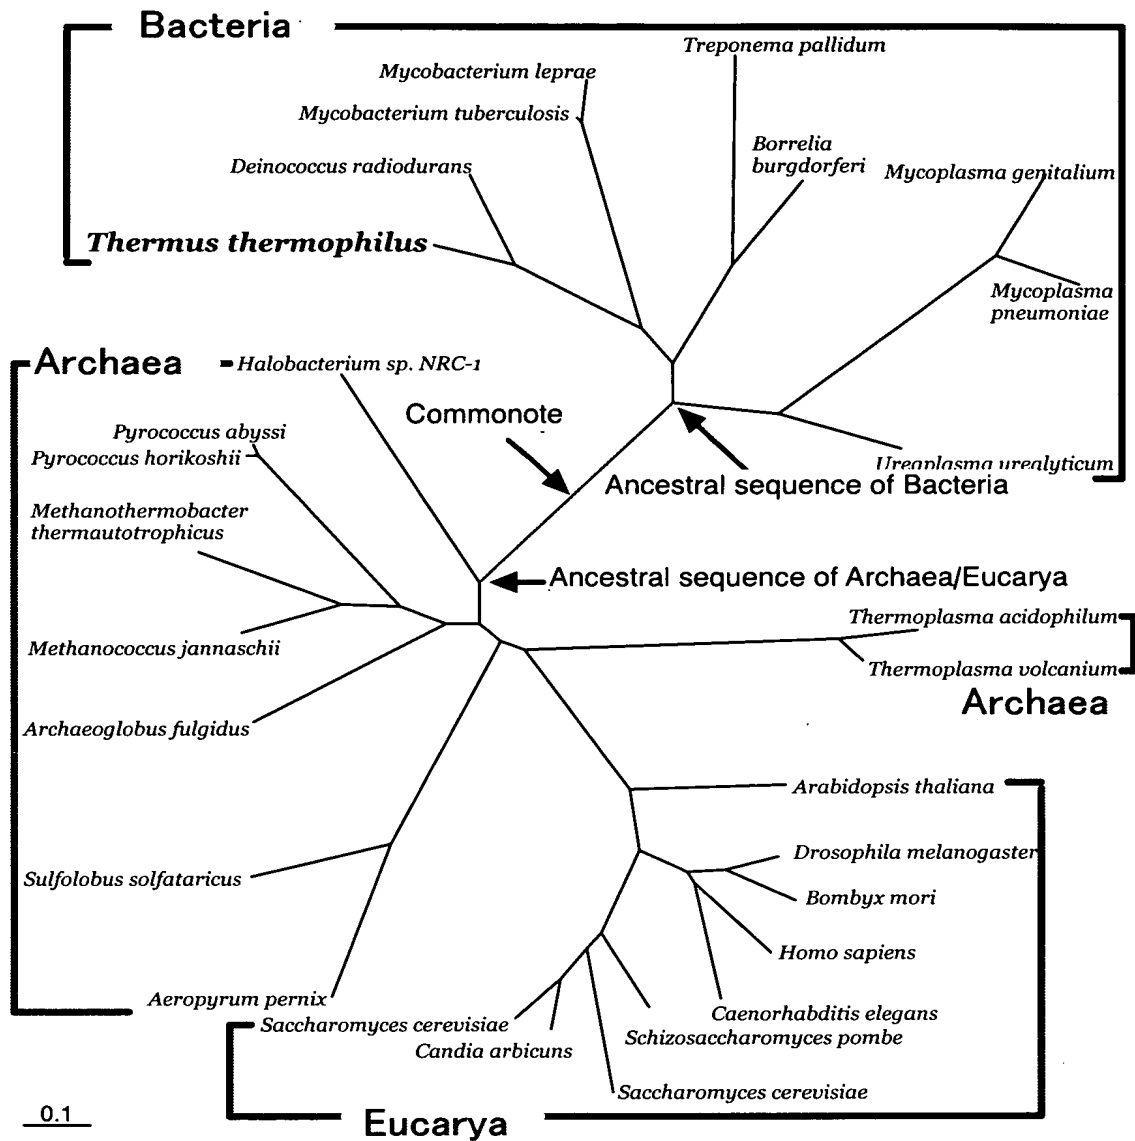 Bacteria
Treponema pallidum
Mycobacterium leprae
Mycobacterium tuberculosis
Borrelia
burgdorferi
Deinococcus radiodurans
Mycoplasma genitalium
Thermus thermophilus
Mycoplasma
pneumoniae
Archaea
Halobacterium sp. NRC-1
Commonote
Pyrococcus abyssi
Pyrococcus horikoshii
Ureaplasma urealyticum
Ancestral sequence of Bacteria
Methanothermobacter
thermautotrophicus
Ancestral sequence of Archaea/Eucarya
Thermoplasma acidophilum
Methanococcus jannaschii
Thermoplasma volcanium
Archaea
Archaeoglobus fulgidus
Arabidopsis thaliana
Drosophila melanogaster
Sulfolobus solfataricus
Bombyx mori
Homo sapiens
Aeropyrum pernix
Caenorhabditis elegans
Saccharomyces cerevisiae
Schizosaccharomyces pombe
Candia arbicuns
Saccharomyces cerevisiae
0.1
Eucarya